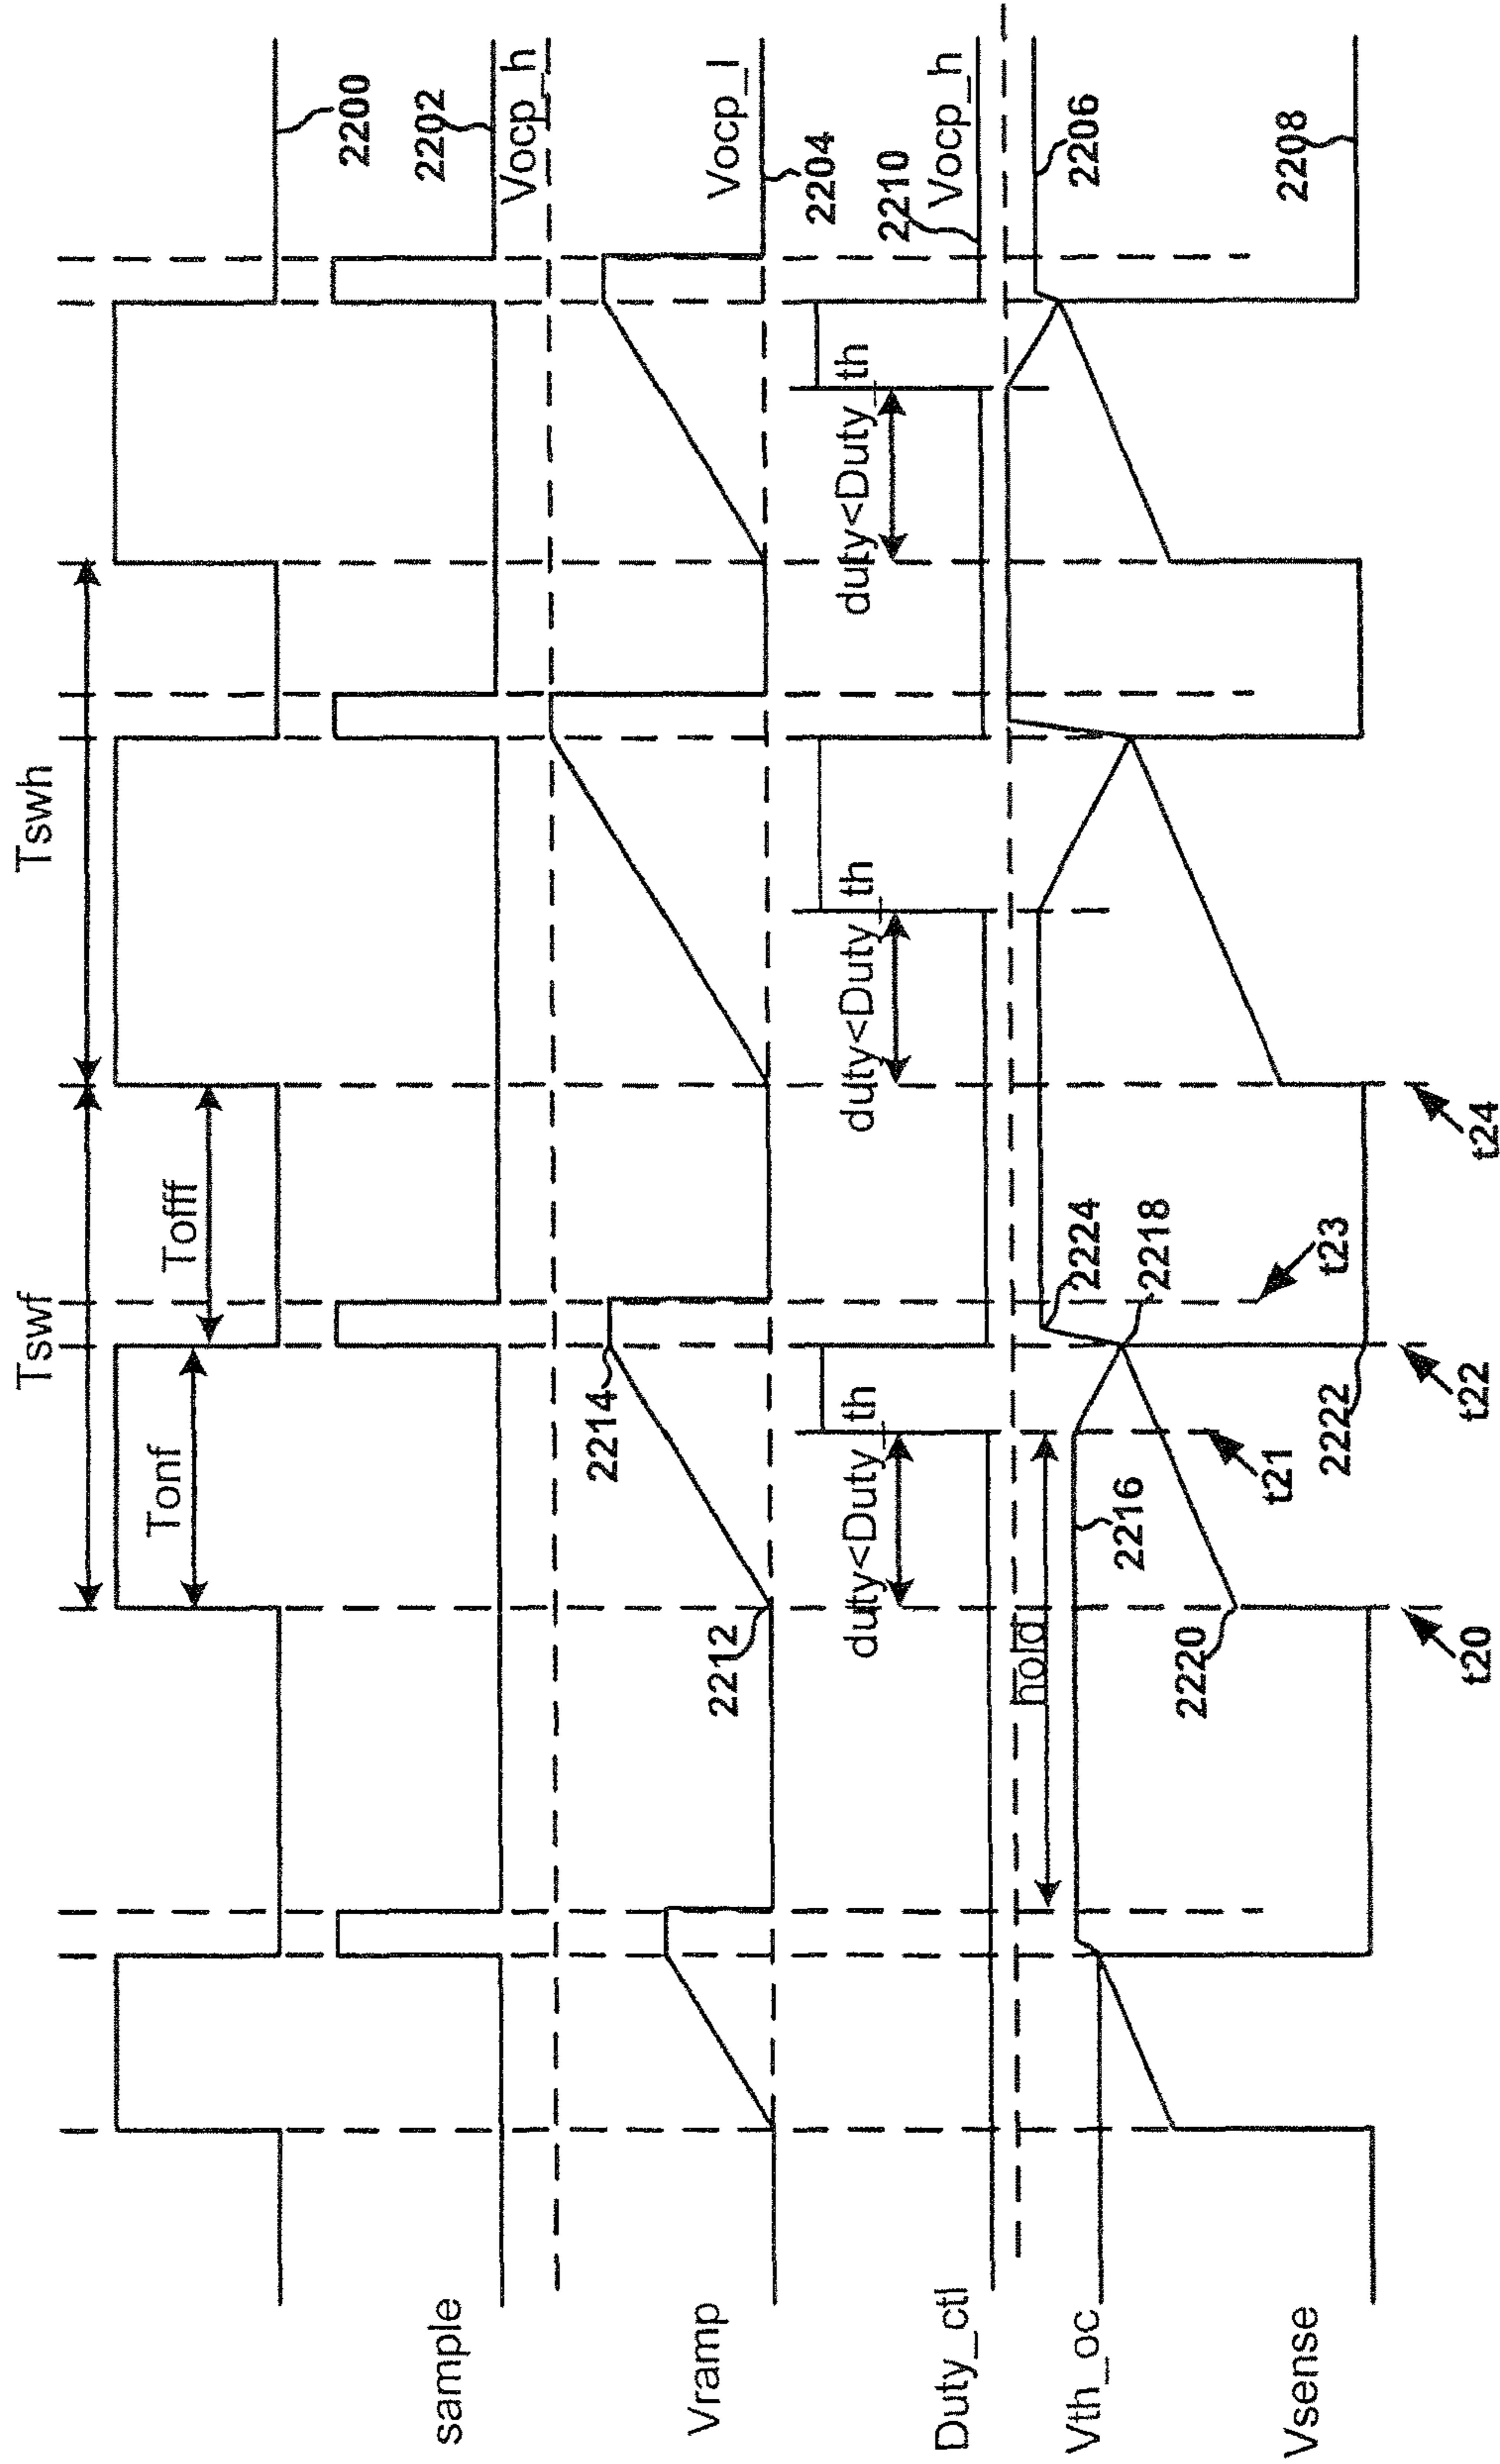 Tswf
Tswh
Tonf
Tofff
2200
sample
2202
Vocp_h
Vramp
2212
2214
Vocp_l
2204
duty<Duty_th
duty<Duty_th
duty<Duty_th
Duty_ctl
2210
Vocp_h
hold
Vth_oc
2216
2224
2218
2206
Vsense
2220
2222
2208
t20
t21
t22
t23
t24